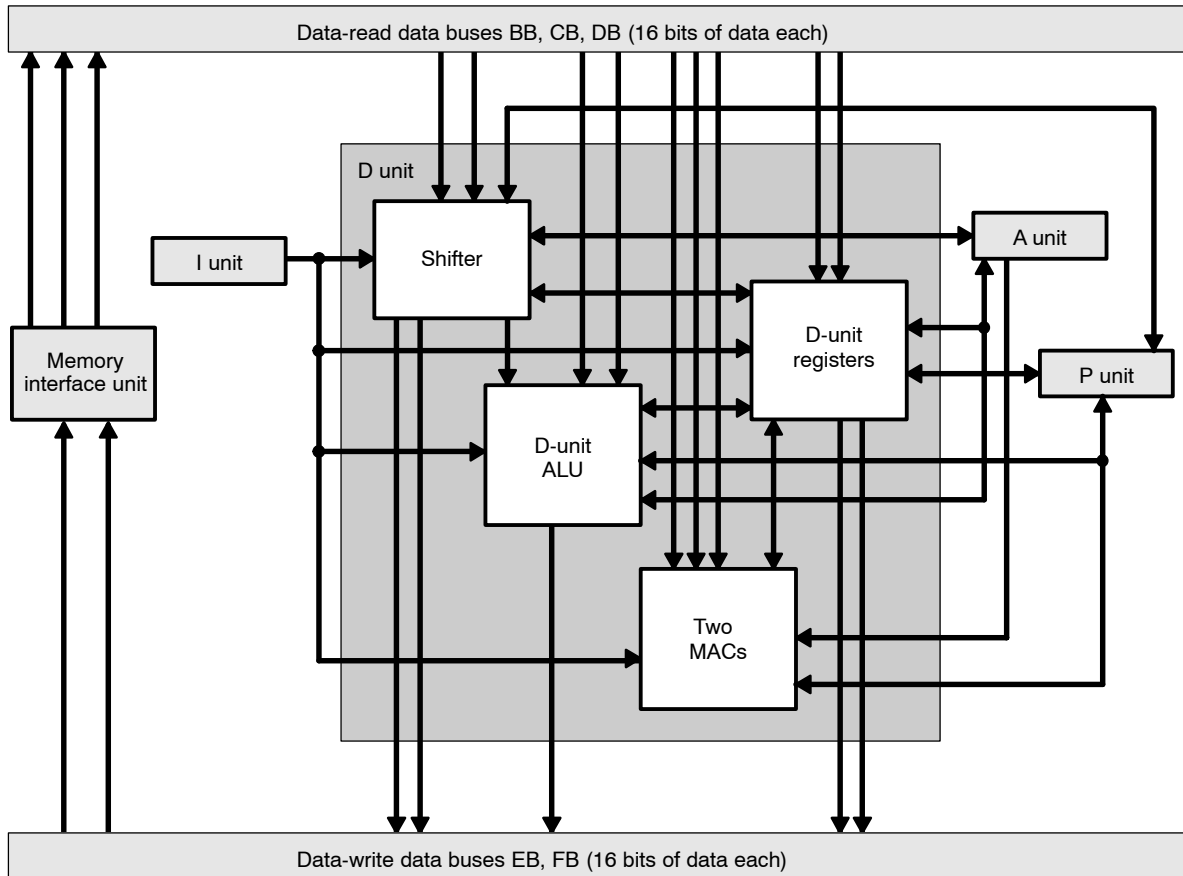 Data-read data buses BB, CB, DB (16 bits of data each)
D unit
Shifter
A unit
I unit
D-unit
registers
Memory
interface unit
P unit
D-unit
ALU
Two
MACs
Data-write data buses EB, FB (16 bits of data each)